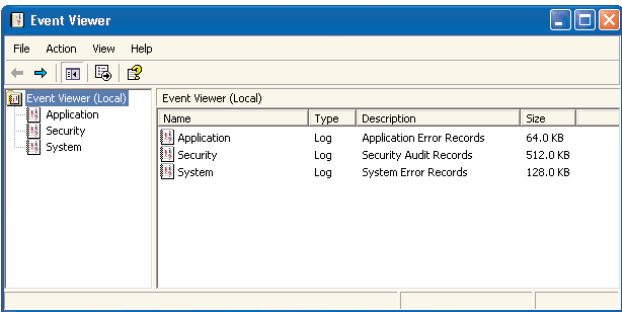 Event Viewer
File Action View Help
Event Viewer (Local)
Application
Security
System
Event Viewer (Local)
Name Type Description Size
Application Log Application Error Records 64.0 KB
Security Log Security Audit Records 512.0 KB
System Log System Error Records 128.0 KB